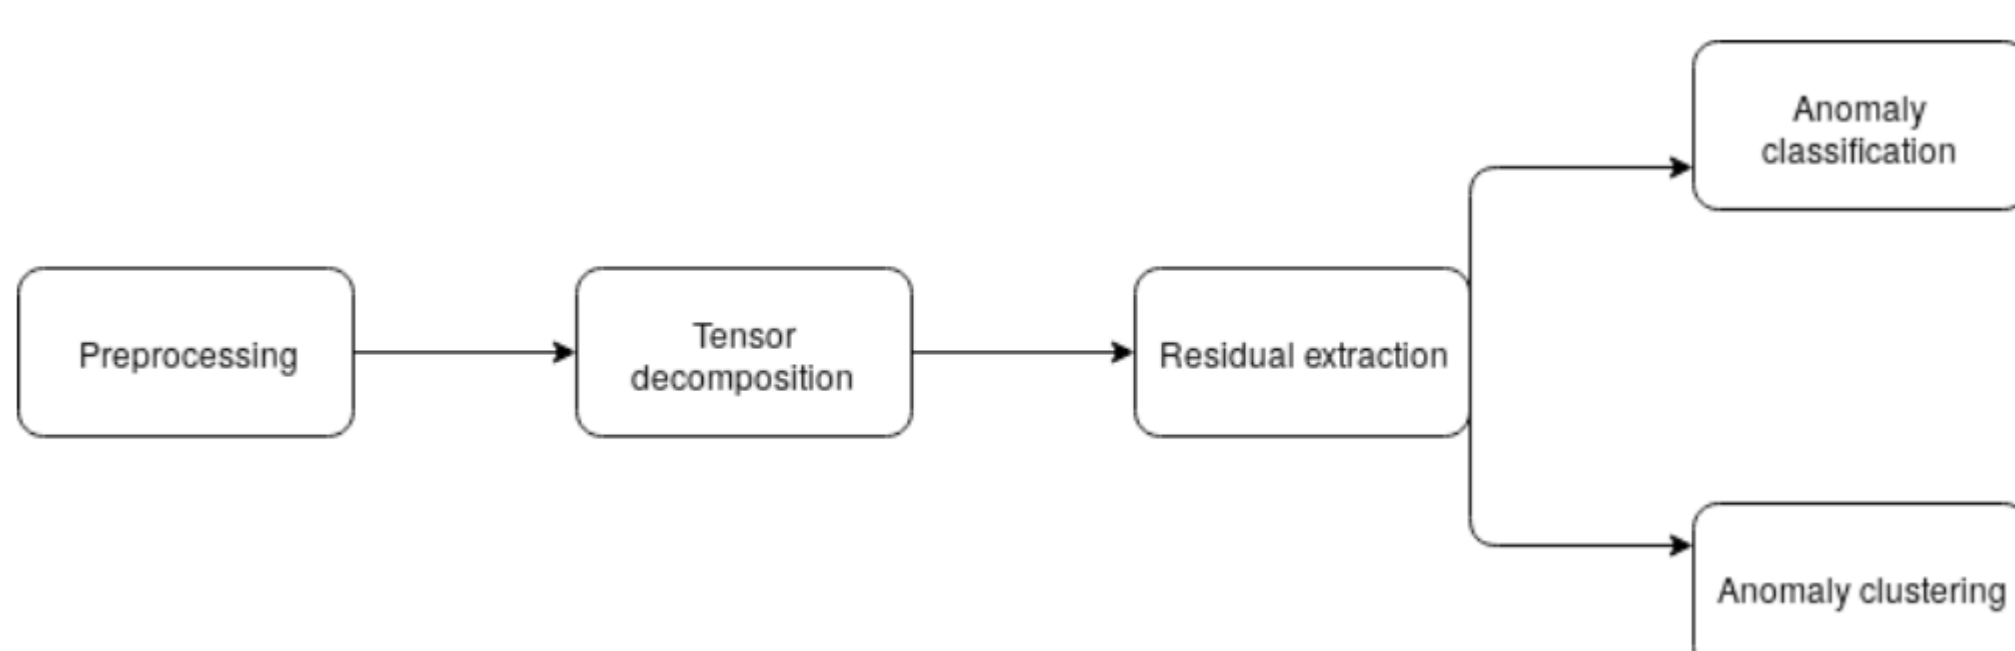 Preprocessing
Tensor
decomposition
Residual extraction
Anomaly
classification
Anomaly clustering